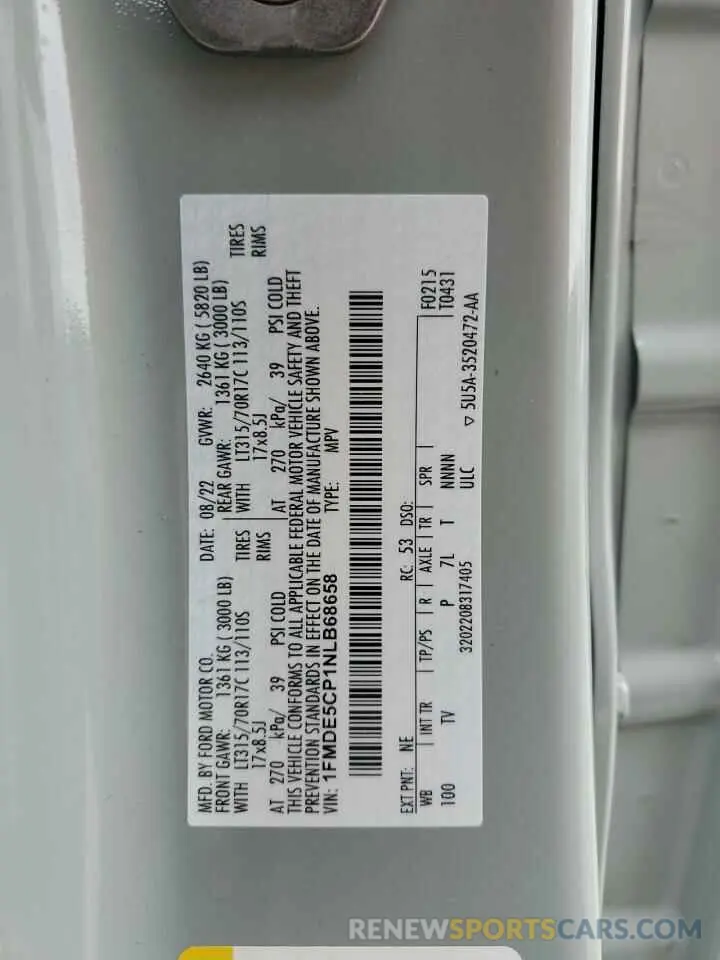 MFD. BY FORD MOTOR CO. DATE: 08/22 GVWR: 2640 KG ( 5820 LB)
FRONT GAWR: 1361 KG ( 3000 LB) REAR GAWR: 1361 KG ( 3000 LB)
WITH LT315/70R17C 113/110S TIRES WITH LT315/70R17C 113/110S TIRES
17x8.5J RIMS 17x8.5J RIMS
AT 270 kPa/ 39 PSI COLD AT 270 kPa/ 39 PSI COLD
THIS VEHICLE CONFORMS TO ALL APPLICABLE FEDERAL MOTOR VEHICLE SAFETY AND THEFT
PREVENTION STANDARDS IN EFFECT ON THE DATE OF MANUFACTURE SHOWN ABOVE.
VIN: 1FMDE5CP1NLB68658 TYPE: MPV
EXT PNT: NE RC: 53 DSO: F0215
WB INT TR TP/PS R AXLE TR SPR T0431
100 TV P 7L T NNNN
3202208317405 ULC ▽ 5U5A-3520472-AA
RENEWSPORTSCARS.COM